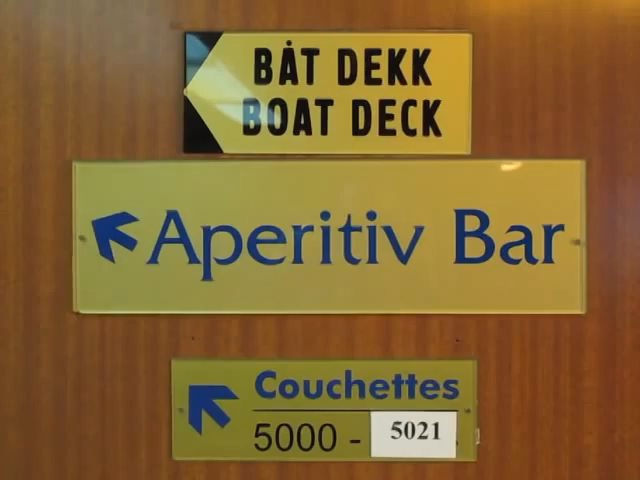 BÅT DEKK
BOAT DECK
Aperitiv Bar
Couchettes
5000 - 5021